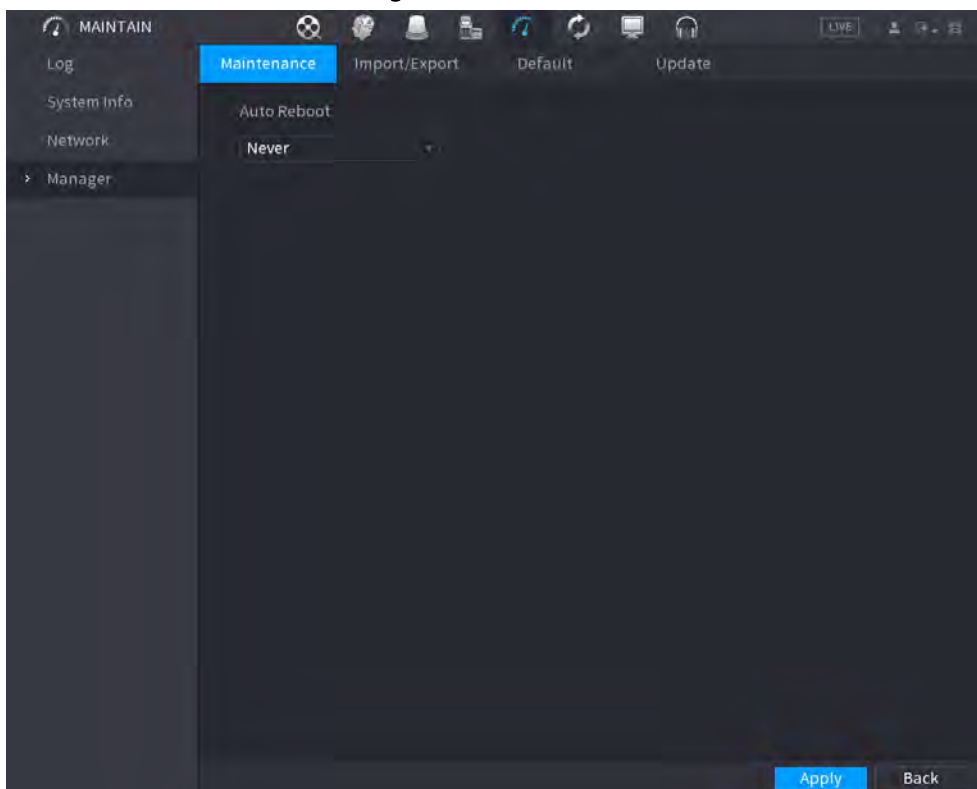 MAINTAIN
LIVE
Log
Maintenance Import/Export Default Update
System Info
Auto Reboot
Network
Never
Manager
Apply Back